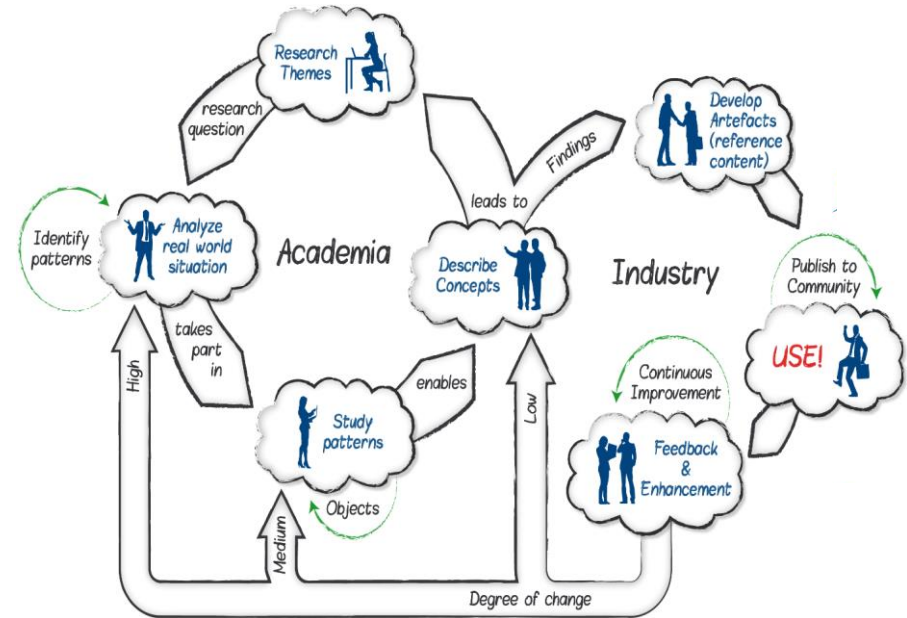 Research
Themes
research
question
Identify
patterns
Analyze
real world
situation
Academia
takes
part
in
Study
patterns
Objects
enables
Describe
Concepts
leads to
Findings
Develop
Artefacts
(reference
content)
Industry
Publish to
Community
USE!
Continuous
Improvement
Feedback
&
Enhancement
High
Medium
Low
Degree of change